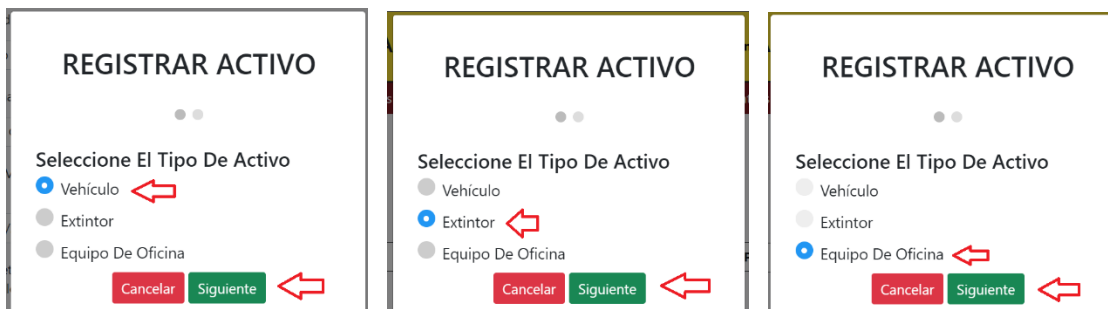 REGISTRAR ACTIVO
Seleccione El Tipo De Activo
Vehículo
Extintor
Equipo De Oficina
Cancelar Siguiente
REGISTRAR ACTIVO
Seleccione El Tipo De Activo
Vehículo
Extintor
Equipo De Oficina
Cancelar Siguiente
REGISTRAR ACTIVO
Seleccione El Tipo De Activo
Vehículo
Extintor
Equipo De Oficina
Cancelar Siguiente